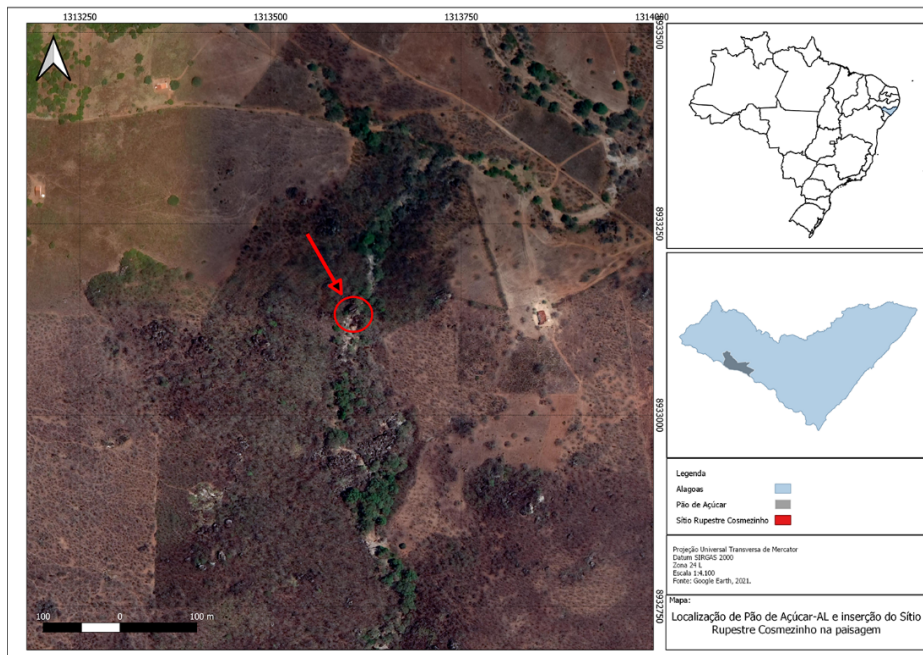 1313250
1313500
1313750
1314000
8933500
8933250
8933000
8932750
100
0
100 m
Legenda
Alagoas
Pão de Açúcar
Sítio Rupestre Cosmezinho
Projeção Universal Transversa de Mercator
Datum SIRGAS 2000
Zona 24 L
Escala 1:4.100
Fonte: Google Earth, 2021.
Mapa:
Localização de Pão de Açúcar-AL e inserção do Sítio
Rupestre Cosmezinho na paisagem